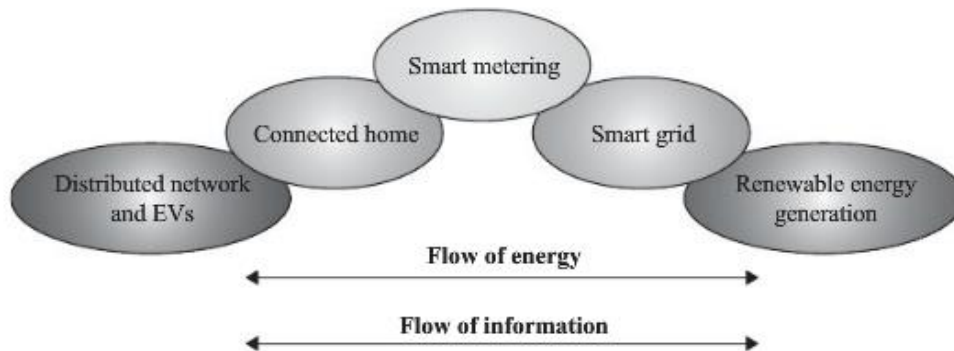 Smart metering
Connected home
Smart grid
Distributed network
and EVs
Renewable energy
generation
Flow of energy
Flow of information